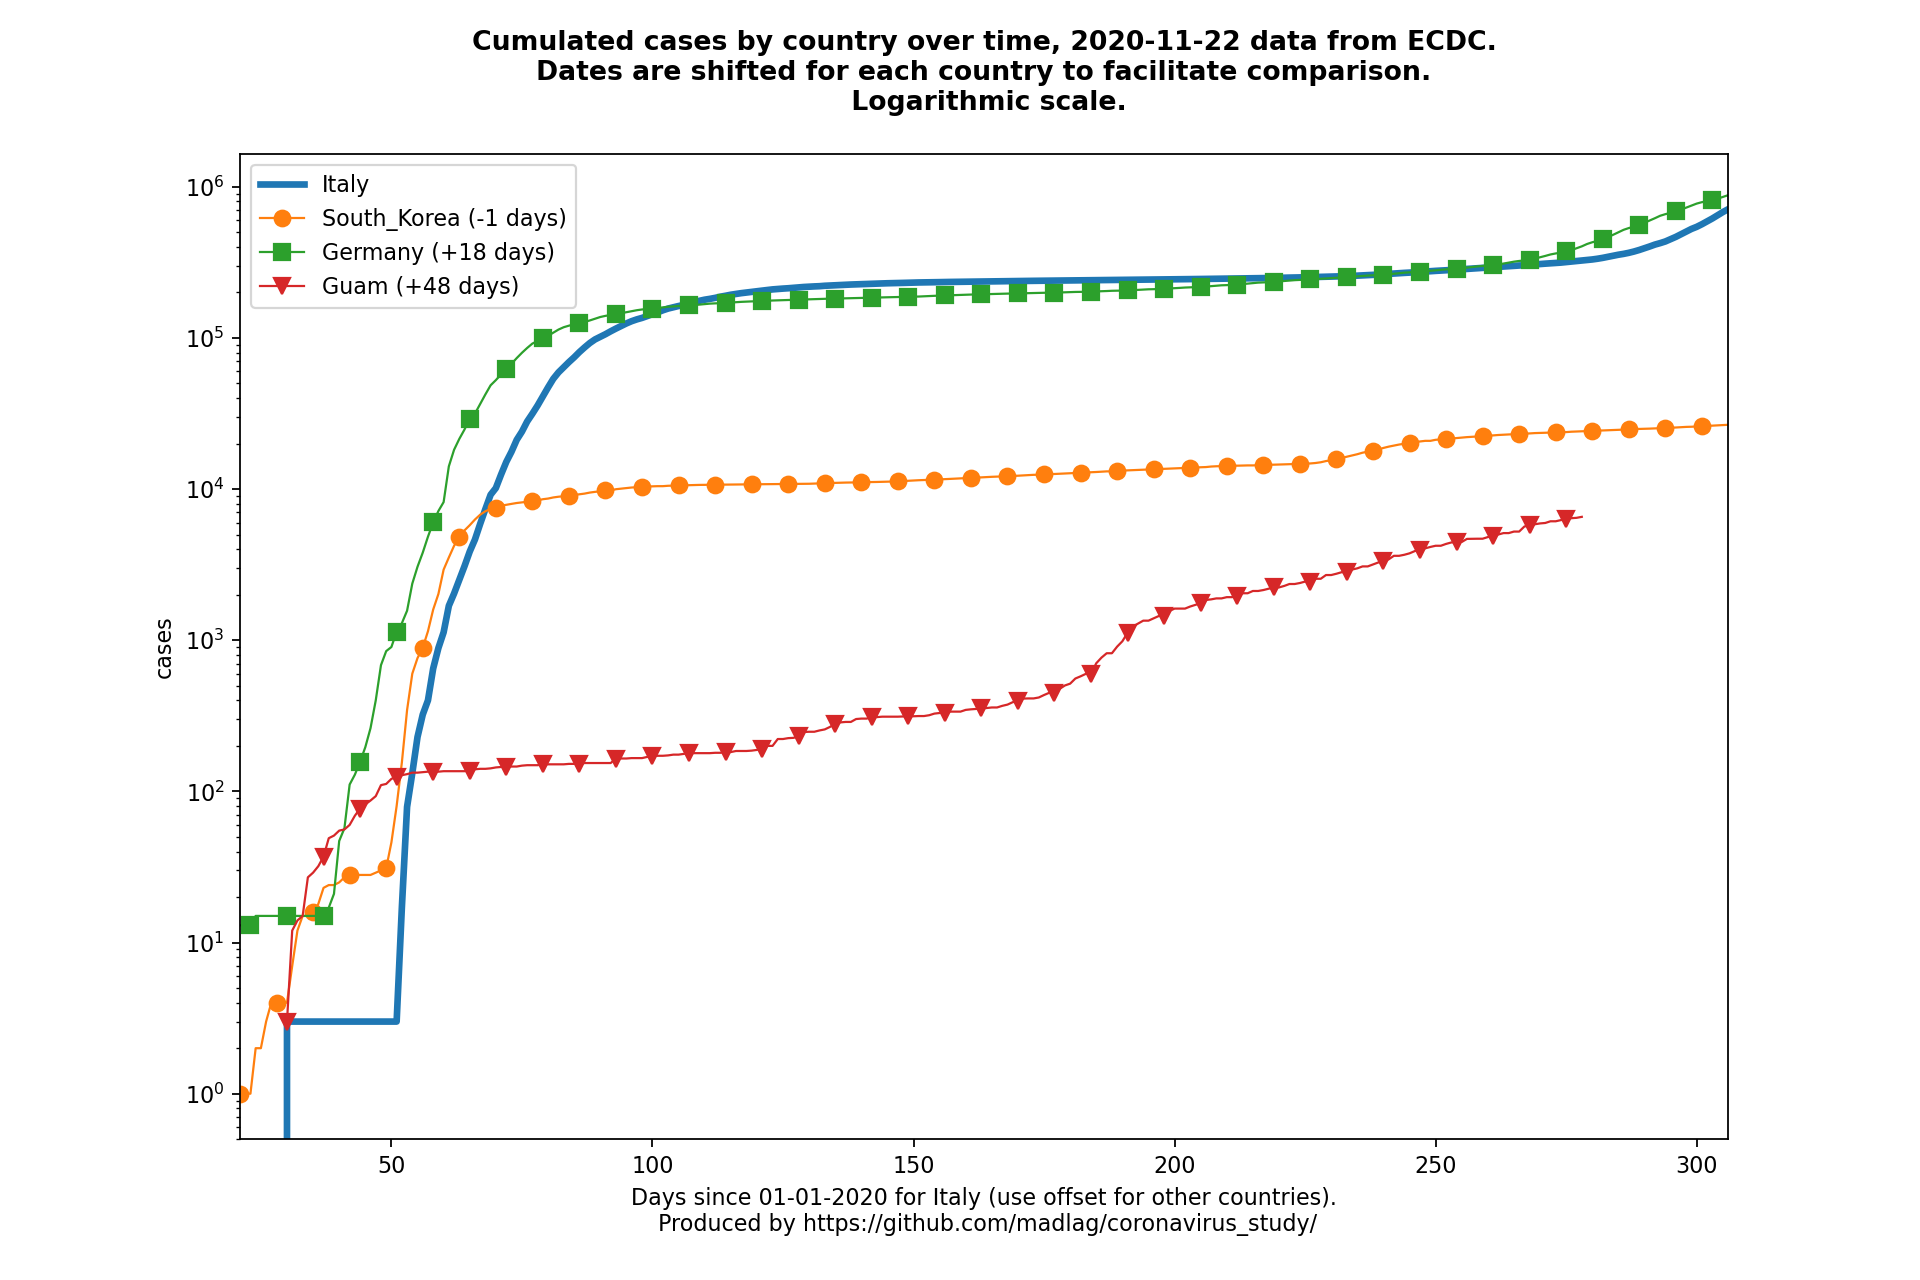 Cumulated cases by country over time, 2020-11-22 data from ECDC.
Dates are shifted for each country to facilitate comparison.
Logarithmic scale.
Italy
South_Korea (-1 days)
Germany (+18 days)
Guam (+48 days)
10^6
10^5
10^4
10^3
10^2
10^1
10^0
cases
50 100 150 200 250 300
Days since 01-01-2020 for Italy (use offset for other countries).
Produced by https://github.com/madlag/coronavirus_study/